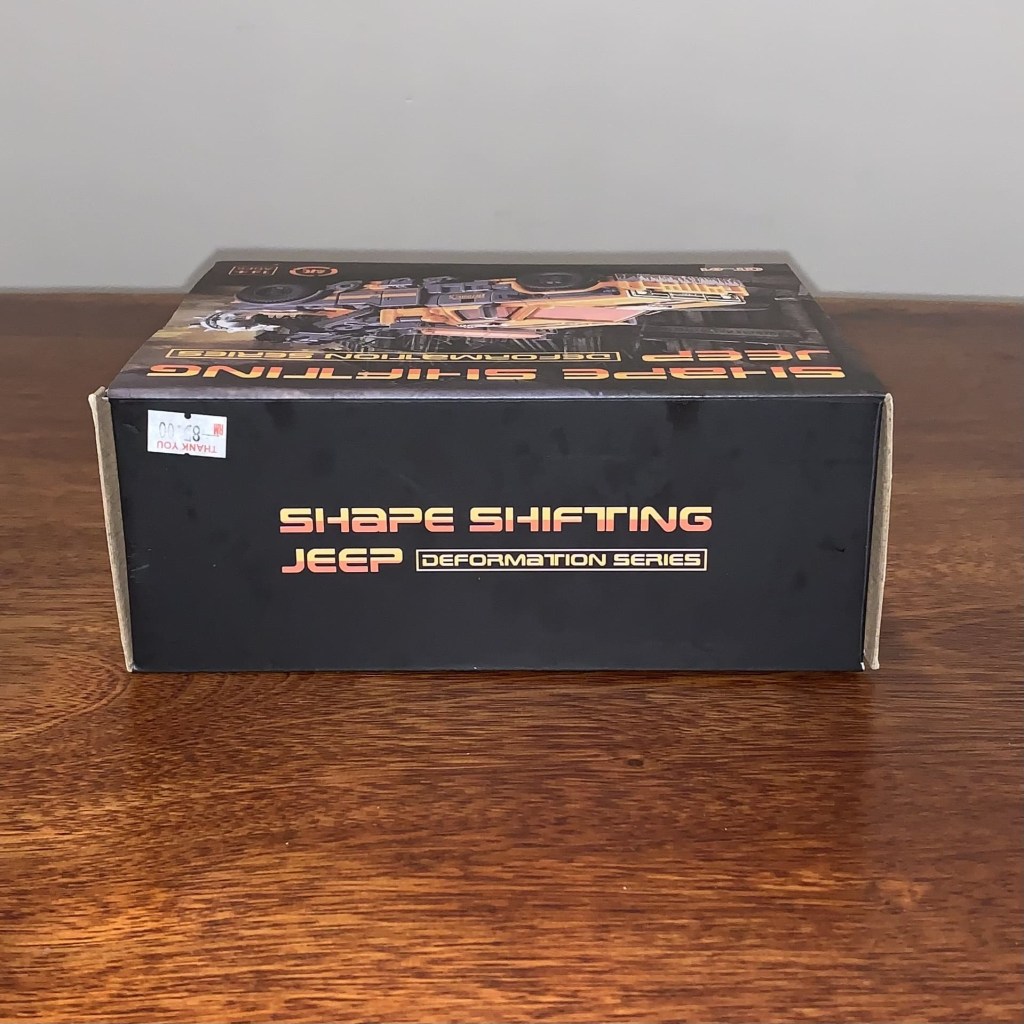 SHAPE SHIFTING
JEEP
DEFORMATION SERIES
SHAPE SHIFTING
JEEP DEFORMATION SERIES
THANK YOU